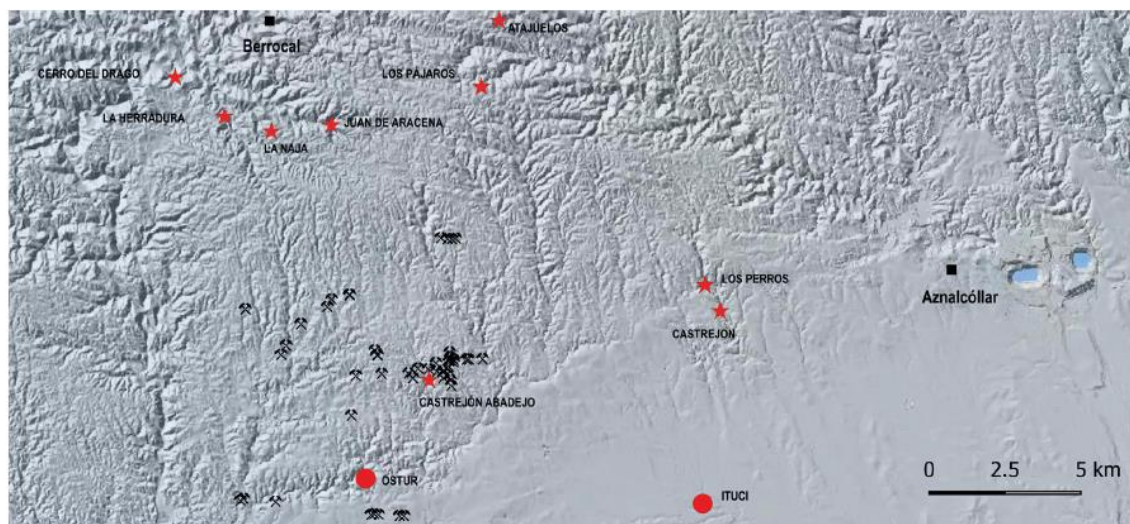 ATAJUELOS
Berrocal
CERRO DEL DRAGO
LOS PÁJAROS
LA HERRADURA
JUAN DE ARACENA
LA NAJA
LOS PERROS
Aznalcóllar
CASTREJON
CASTREJÓN ABADEJO
0 2.5 5 km
OSTUR
ITUCI